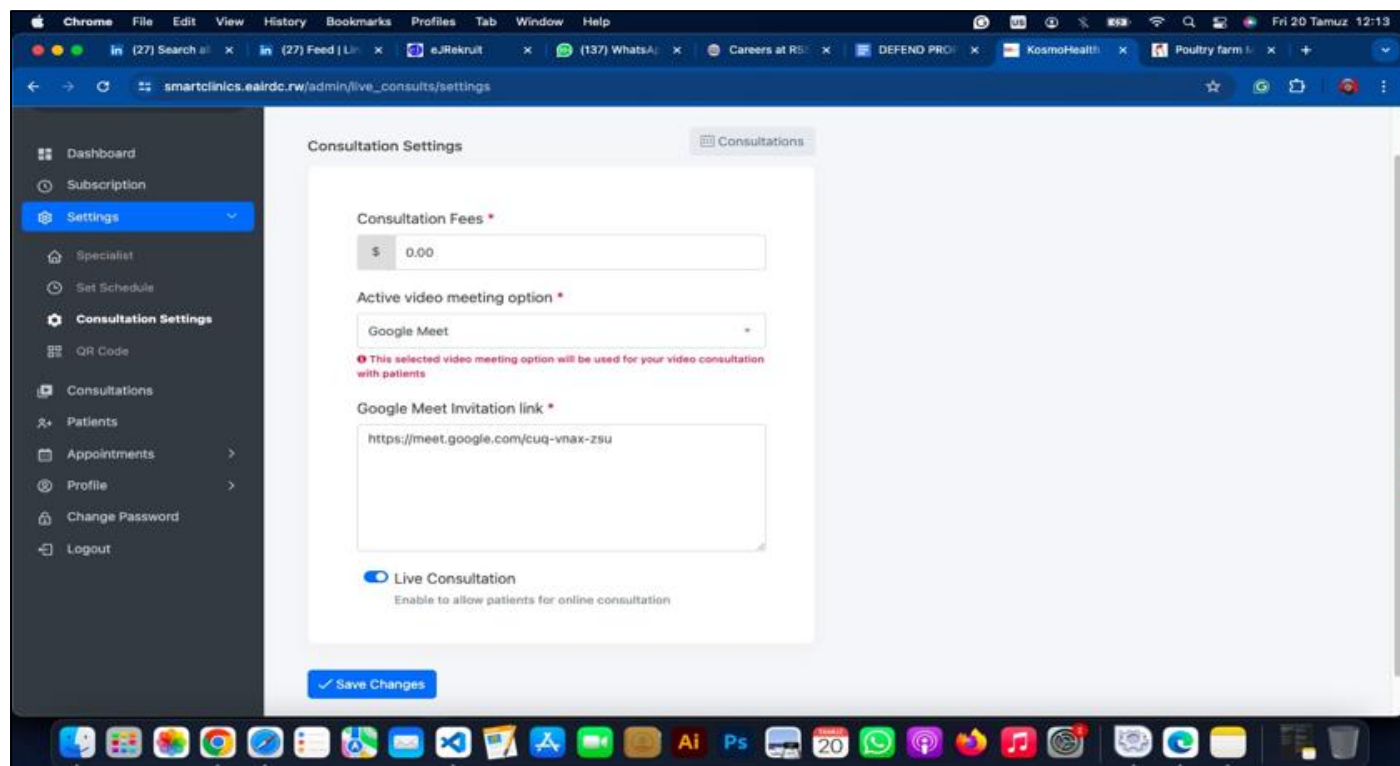 Chrome File Edit View History Bookmarks Profiles Tab Window Help US Fri 20 Tamuz 12:13
(27) Search al (27) Feed | Lin eJRekruit (137) WhatsAp Careers at RS DEFEND PRO KosmoHealth Poultry farm
smartclinics.eairdc.rw/admin/live_consults/settings
Dashboard
Subscription
Settings
Specialist
Set Schedule
Consultation Settings
QR Code
Consultations
Patients
Appointments
Profile
Change Password
Logout
Consultation Settings
Consultations
Consultation Fees *
$ 0.00
Active video meeting option *
Google Meet
This selected video meeting option will be used for your video consultation
with patients
Google Meet Invitation link *
https://meet.google.com/cuq-vnax-zsu
Live Consultation
Enable to allow patients for online consultation
Save Changes
Ai Ps 20